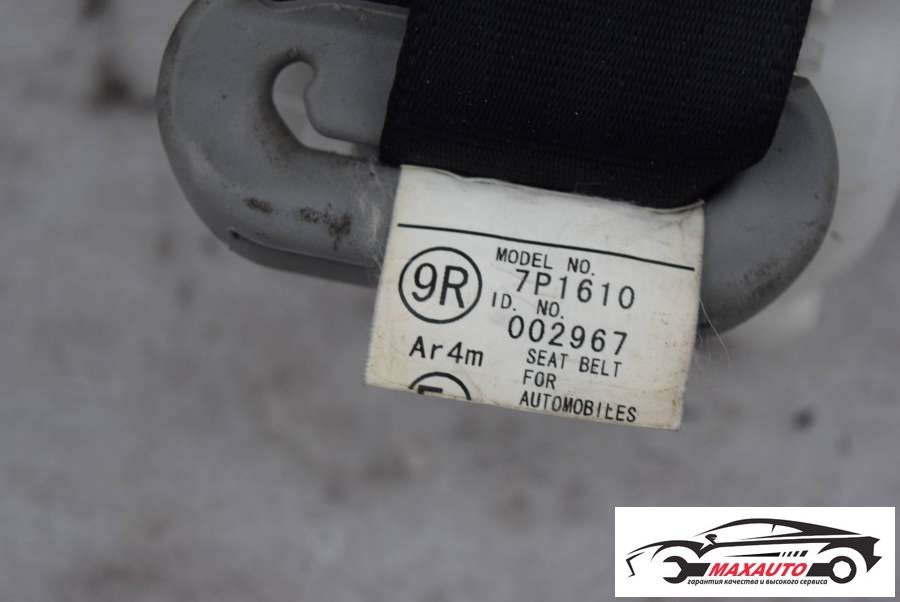 MODEL NO.
9R 7P1610
ID. NO.
002967
Ar4m SEAT BELT
FOR
AUTOMOBILES
MAXAUTO
гарантия качества и высокого сервиса